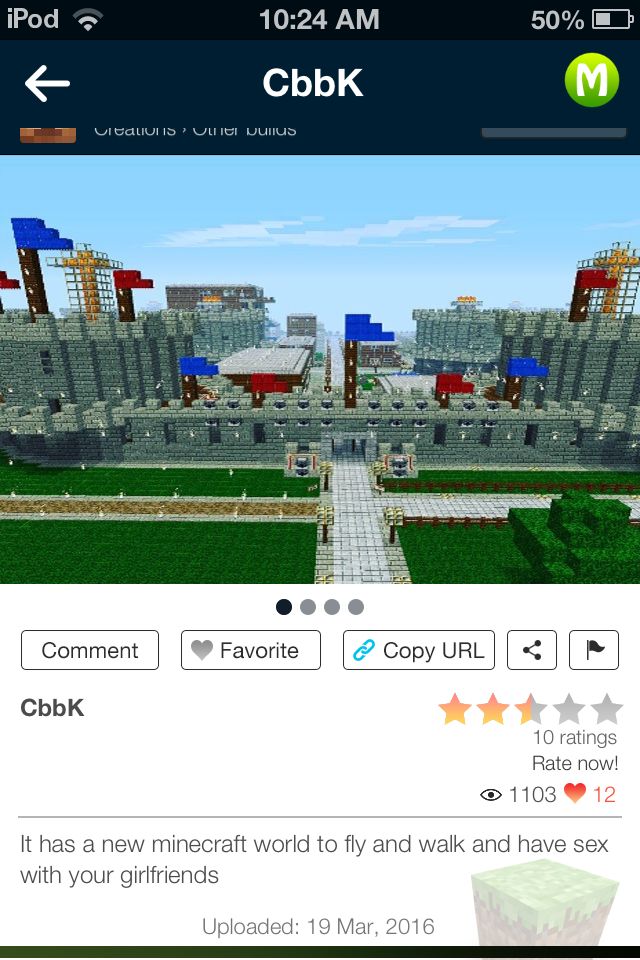 iPod 10:24 AM 50%
CbbK M
Creations › Other builds
Comment Favorite Copy URL
CbbK
10 ratings
Rate now!
1103 12
It has a new minecraft world to fly and walk and have sex
with your girlfriends
Uploaded: 19 Mar, 2016